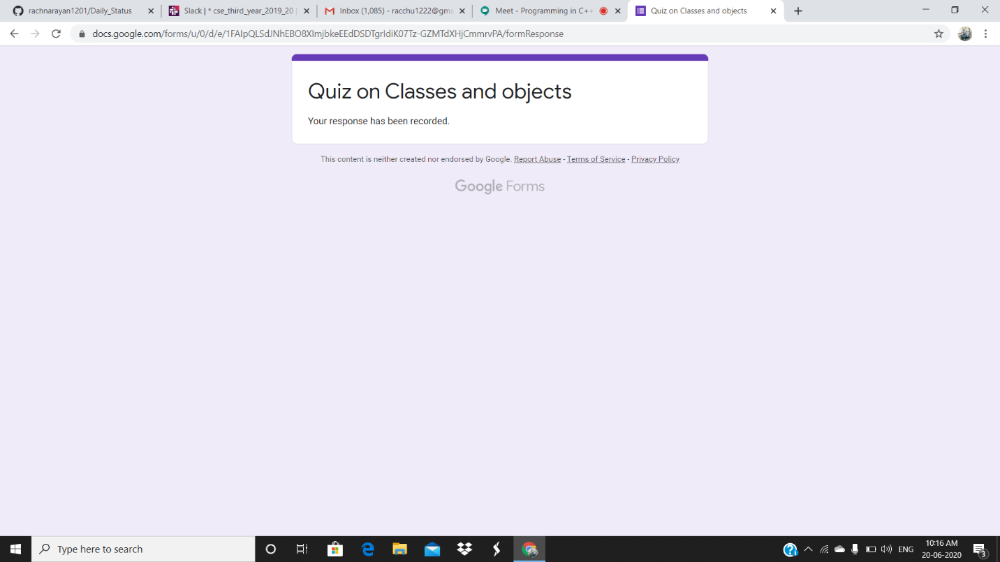 rachnarayan1201/Daily_Status
Slack | * cse_third_year_2019_20 |
Inbox (1,085) - racchu1222@gma
Meet - Programming in C++
Quiz on Classes and objects
docs.google.com/forms/u/0/d/e/1FAIpQLSdJNhEBO8XImjbkeEEdDSDTgrIdiK07Tz-GZMTdXHjCmmrvPA/formResponse
Quiz on Classes and objects
Your response has been recorded.
This content is neither created nor endorsed by Google. Report Abuse - Terms of Service - Privacy Policy
Google Forms
Type here to search
ENG
10:16 AM
20-06-2020
3